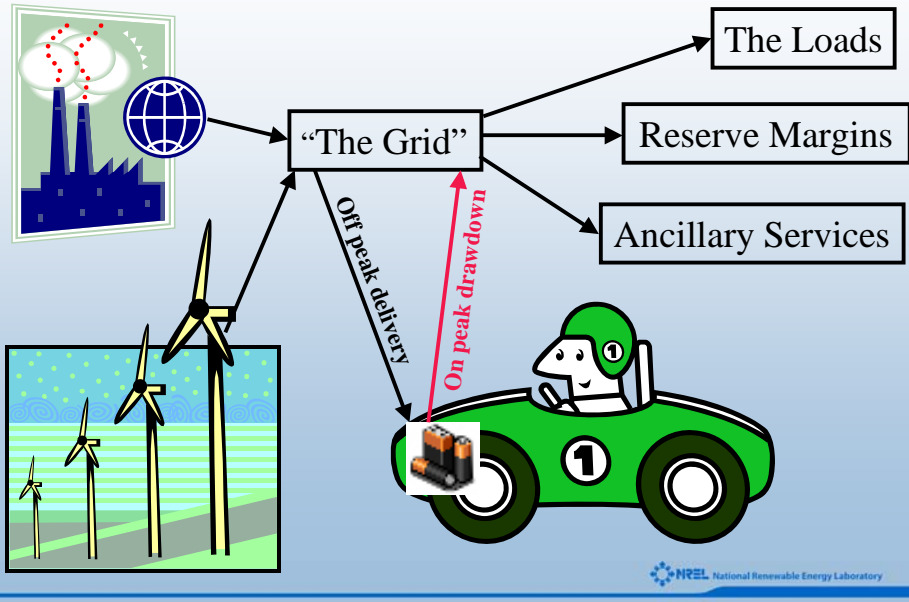 The Loads
"The Grid"
Reserve Margins
Ancillary Services
Off peak delivery
On peak drawdown
1
1
NREL National Renewable Energy Laboratory